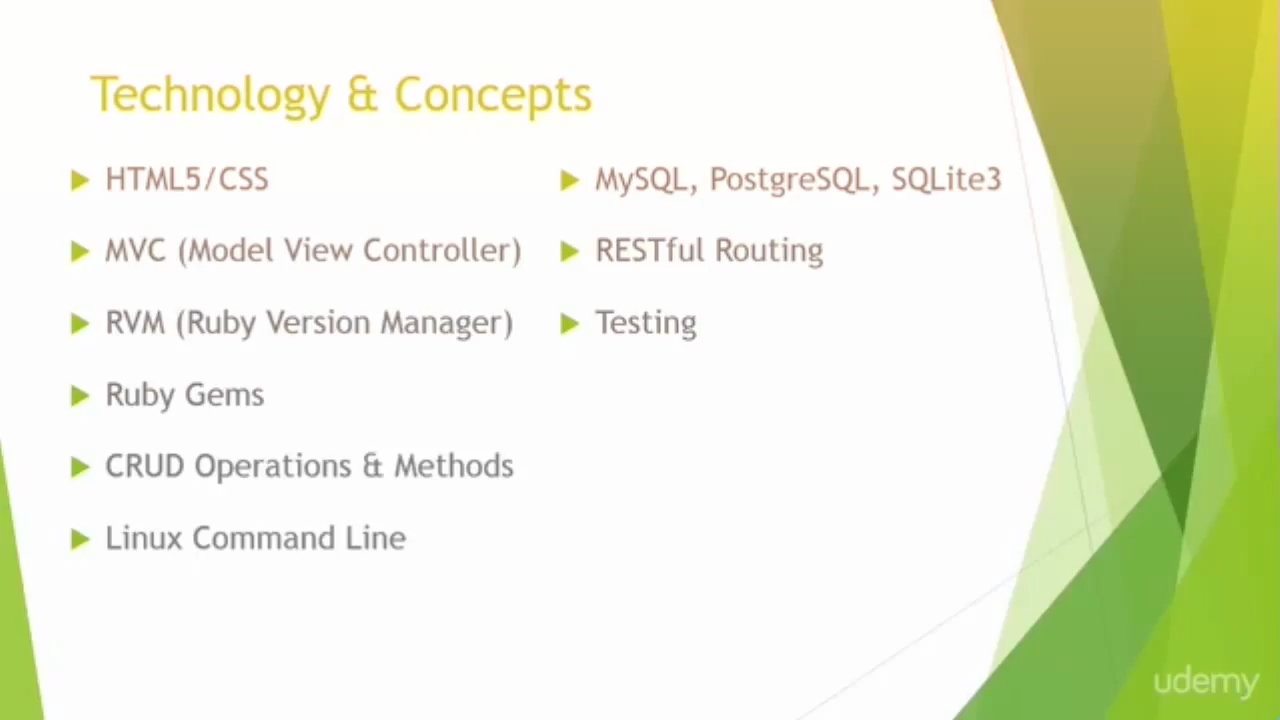 Technology & Concepts
HTML5/CSS
MVC (Model View Controller)
RVM (Ruby Version Manager)
Ruby Gems
CRUD Operations & Methods
Linux Command Line
MySQL, PostgreSQL, SQLite3
RESTful Routing
Testing
udemy